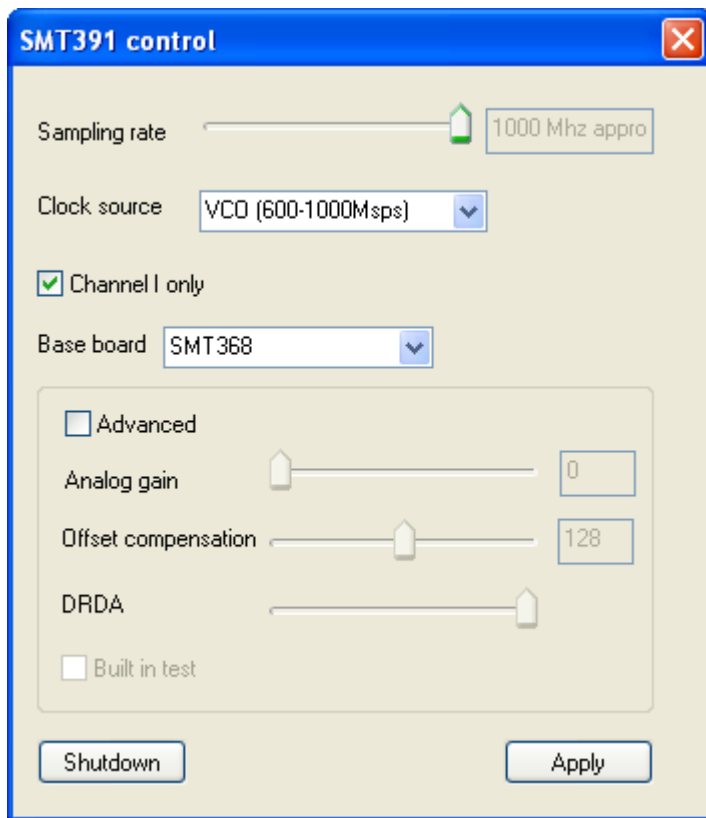 SMT391 control
Sampling rate 1000 Mhz appro
Clock source VCO (600-1000Msps)
Channel I only
Base board SMT368
Advanced
Analog gain 0
Offset compensation 128
DRDA
Built in test
Shutdown Apply